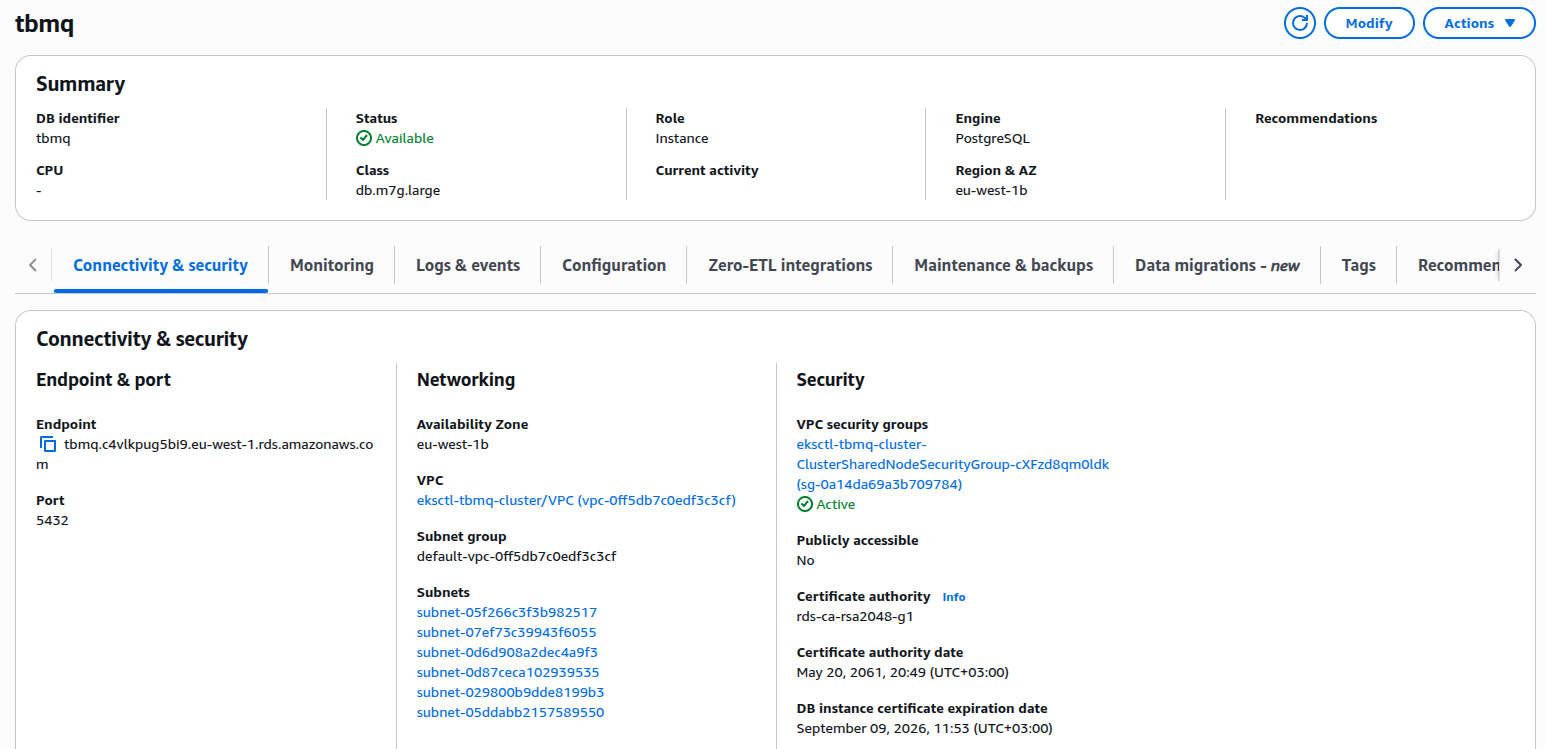 tbmq
Modify
Actions
Summary
DB identifier
tbmq
Status
Available
Role
Instance
Engine
PostgreSQL
Recommendations
CPU
-
Class
db.m7g.large
Current activity
Region & AZ
eu-west-1b
Connectivity & security
Monitoring
Logs & events
Configuration
Zero-ETL integrations
Maintenance & backups
Data migrations - new
Tags
Recommen
Connectivity & security
Endpoint & port
Endpoint
tbmq.c4vlkpug5bi9.eu-west-1.rds.amazonaws.co
m
Port
5432
Networking
Availability Zone
eu-west-1b
VPC
eksctl-tbmq-cluster/VPC (vpc-0ff5db7c0edf3c3cf)
Subnet group
default-vpc-0ff5db7c0edf3c3cf
Subnets
subnet-05f266c3f3b982517
subnet-07ef73c39943f6055
subnet-0d6d908a2dec4a9f3
subnet-0d87ceca102939535
subnet-029800b9dde8199b3
subnet-05ddabb2157589550
Security
VPC security groups
eksctl-tbmq-cluster-
ClusterSharedNodeSecurityGroup-cXFzd8qm0ldk
(sg-0a14da69a3b709784)
Active
Publicly accessible
No
Certificate authority Info
rds-ca-rsa2048-g1
Certificate authority date
May 20, 2061, 20:49 (UTC+03:00)
DB instance certificate expiration date
September 09, 2026, 11:53 (UTC+03:00)